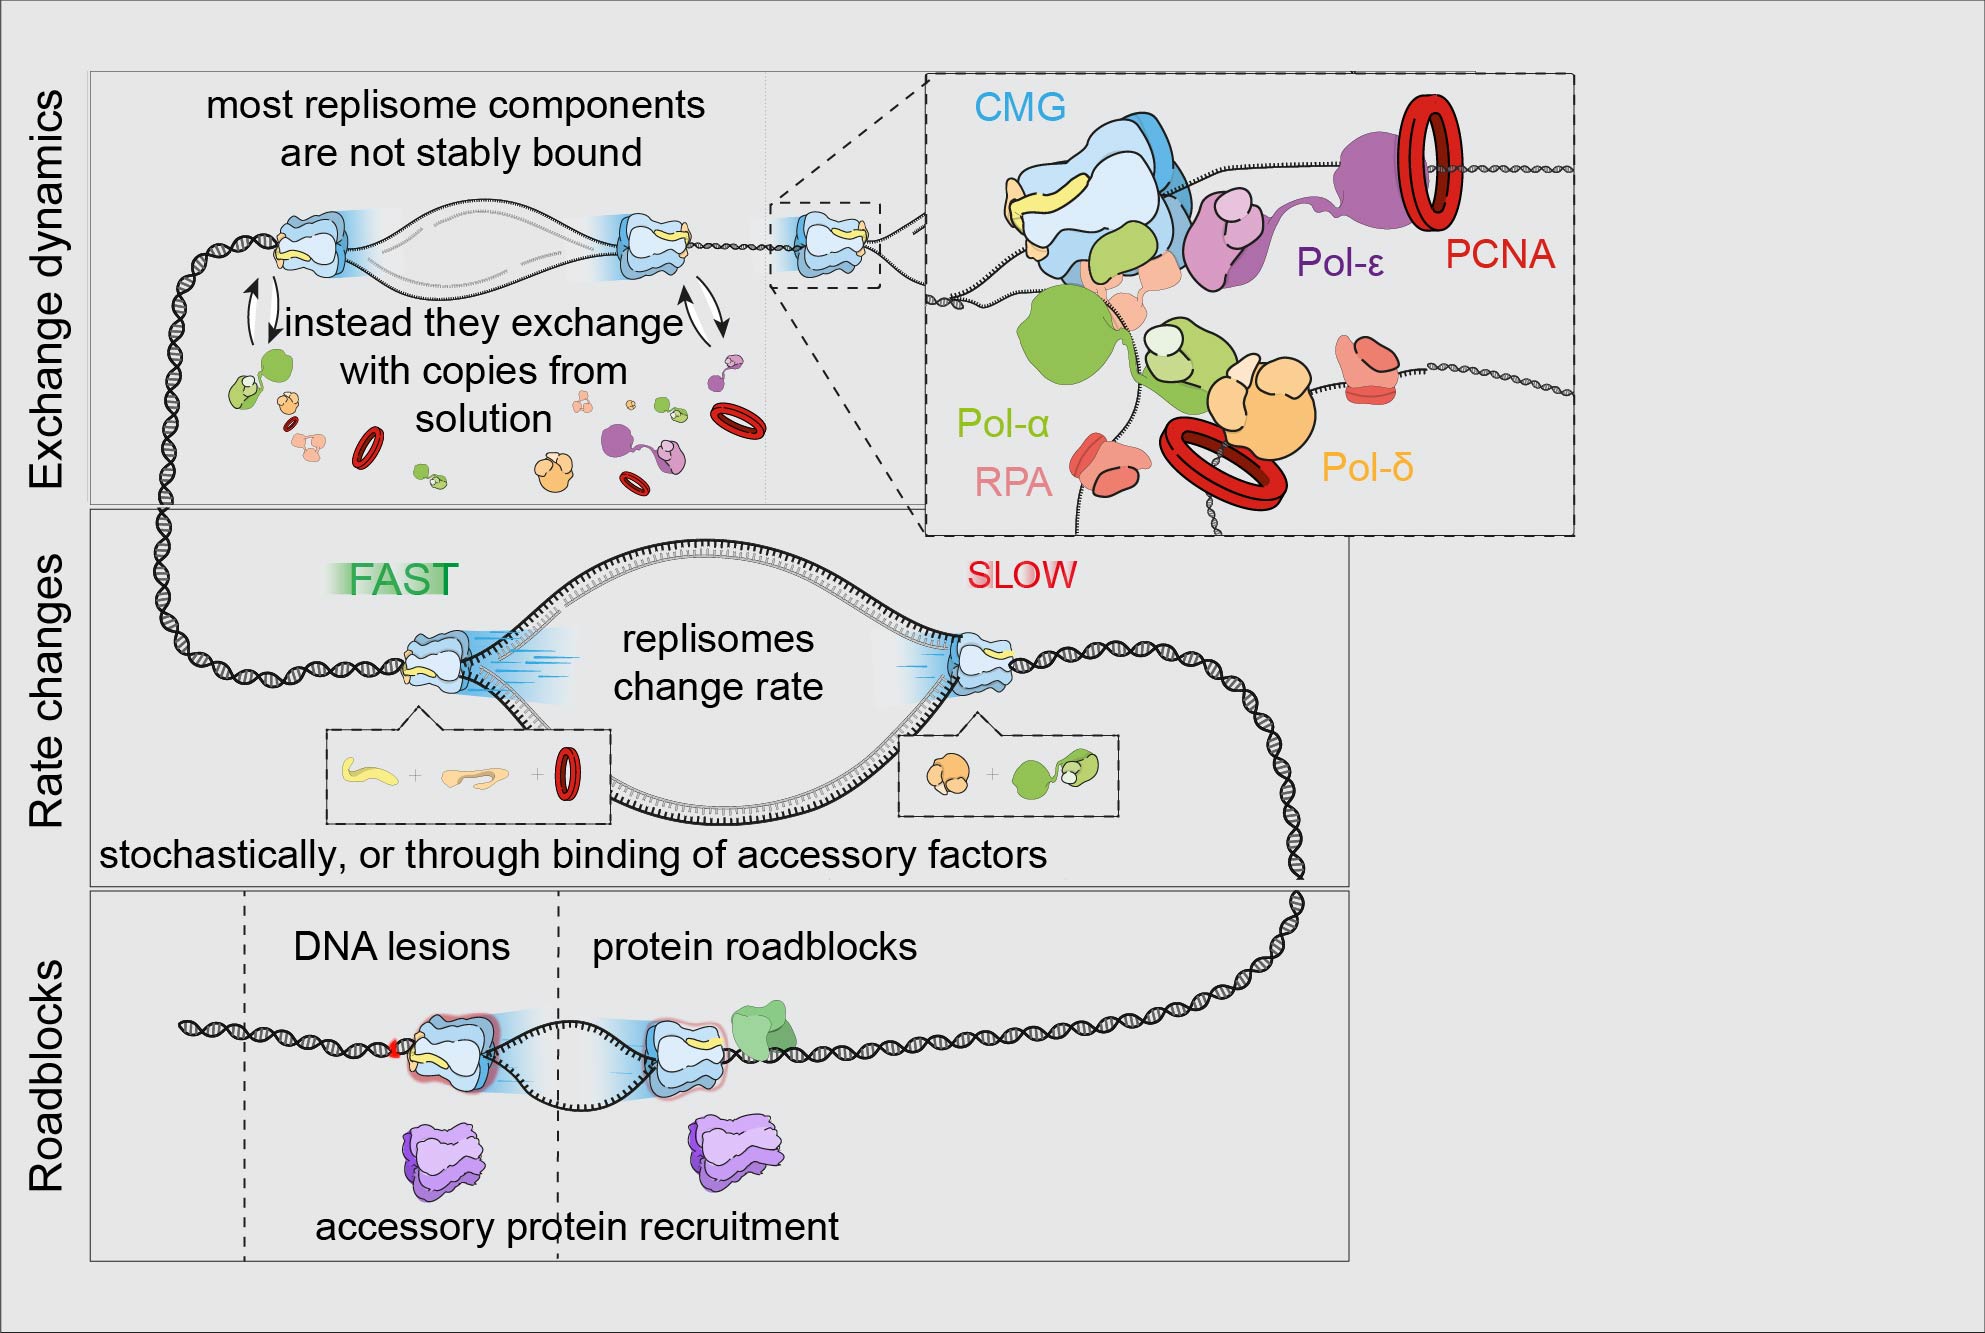 Exchange dynamics
most replisome components
are not stably bound
instead they exchange
with copies from
solution
CMG
Pol-ε
PCNA
Pol-α
RPA
Pol-δ
Rate changes
FAST
SLOW
replisomes
change rate
+
+
+
stochastically, or through binding of accessory factors
Roadblocks
DNA lesions
protein roadblocks
accessory protein recruitment